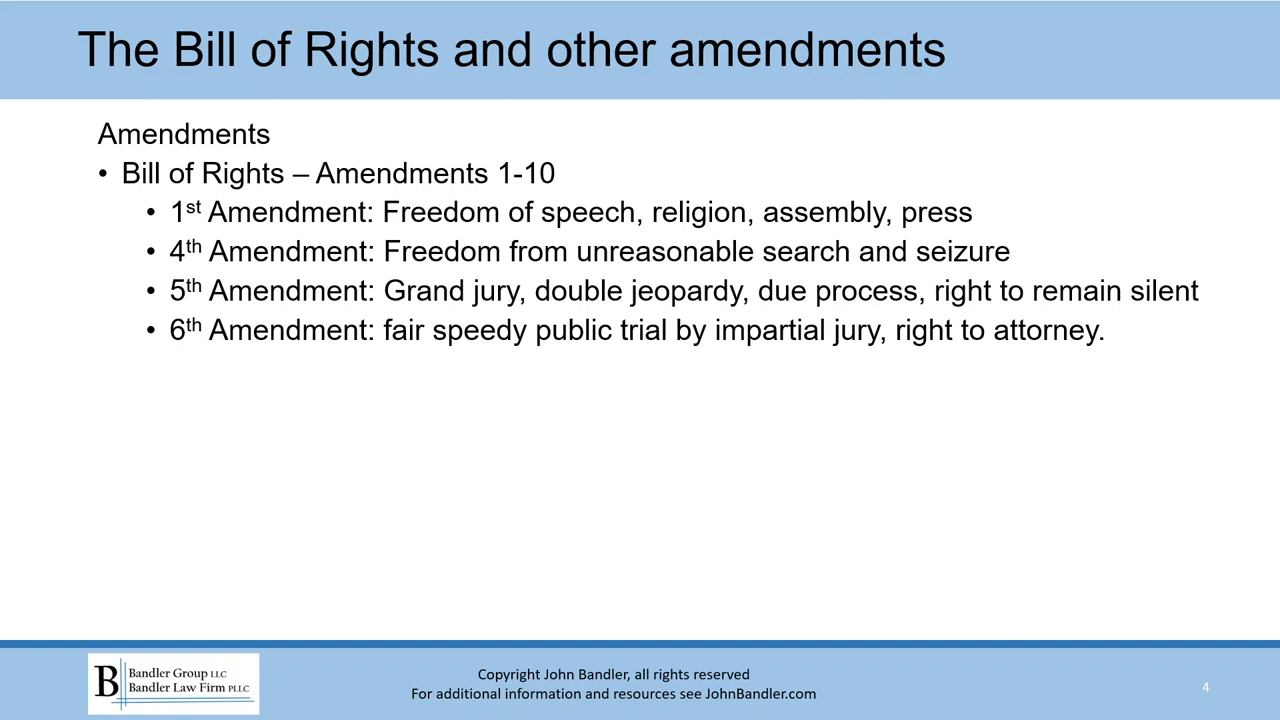 The Bill of Rights and other amendments
Amendments
• Bill of Rights – Amendments 1-10
• 1st Amendment: Freedom of speech, religion, assembly, press
• 4th Amendment: Freedom from unreasonable search and seizure
• 5th Amendment: Grand jury, double jeopardy, due process, right to remain silent
• 6th Amendment: fair speedy public trial by impartial jury, right to attorney.
B
Bandler Group LLC
Bandler Law Firm PLLC
Copyright John Bandler, all rights reserved
For additional information and resources see JohnBandler.com
4